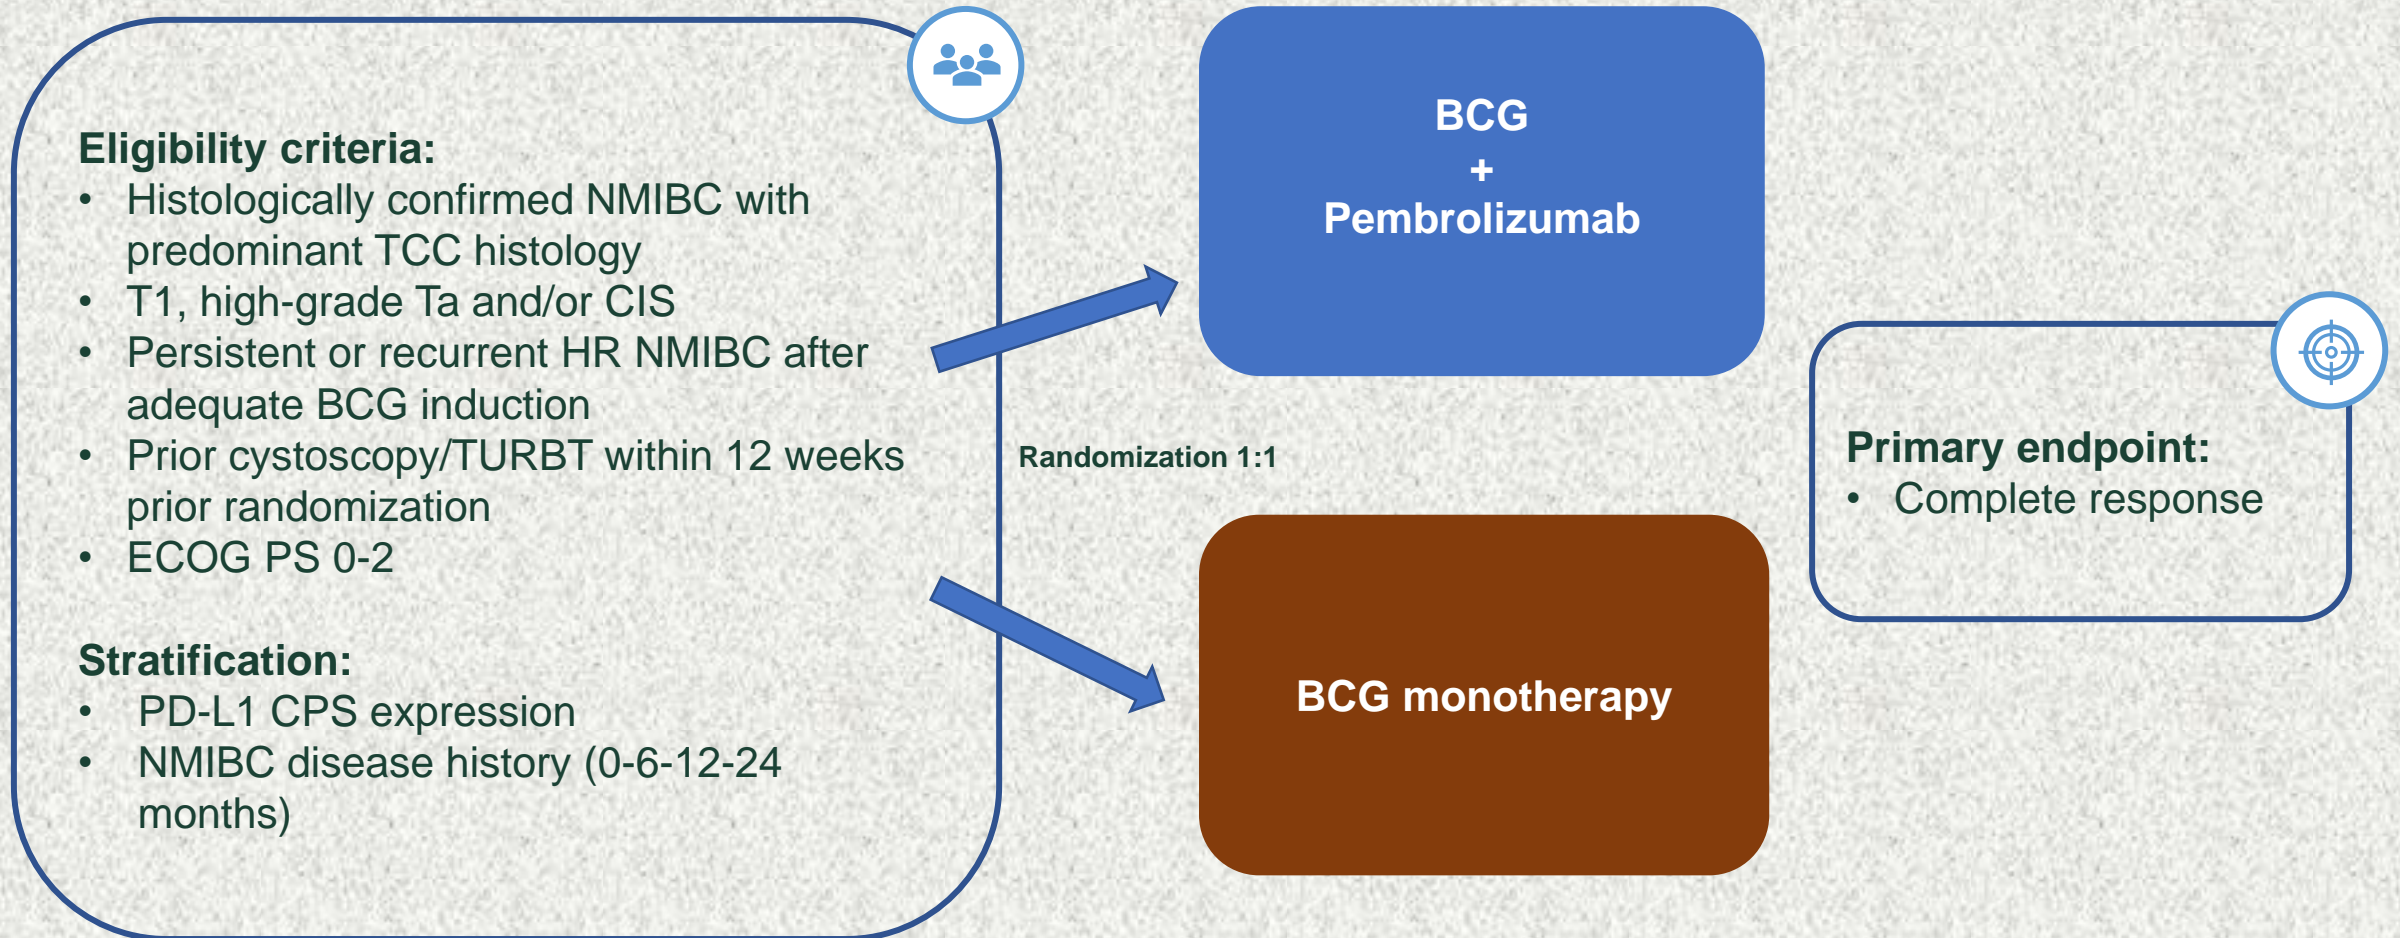 Eligibility criteria:
• Histologically confirmed NMIBC with
predominant TCC histology
• T1, high-grade Ta and/or CIS
• Persistent or recurrent HR NMIBC after
adequate BCG induction
• Prior cystoscopy/TURBT within 12 weeks
prior randomization
• ECOG PS 0-2
Stratification:
• PD-L1 CPS expression
• NMIBC disease history (0-6-12-24
months)
Randomization 1:1
BCG
+
Pembrolizumab
BCG monotherapy
Primary endpoint:
• Complete response